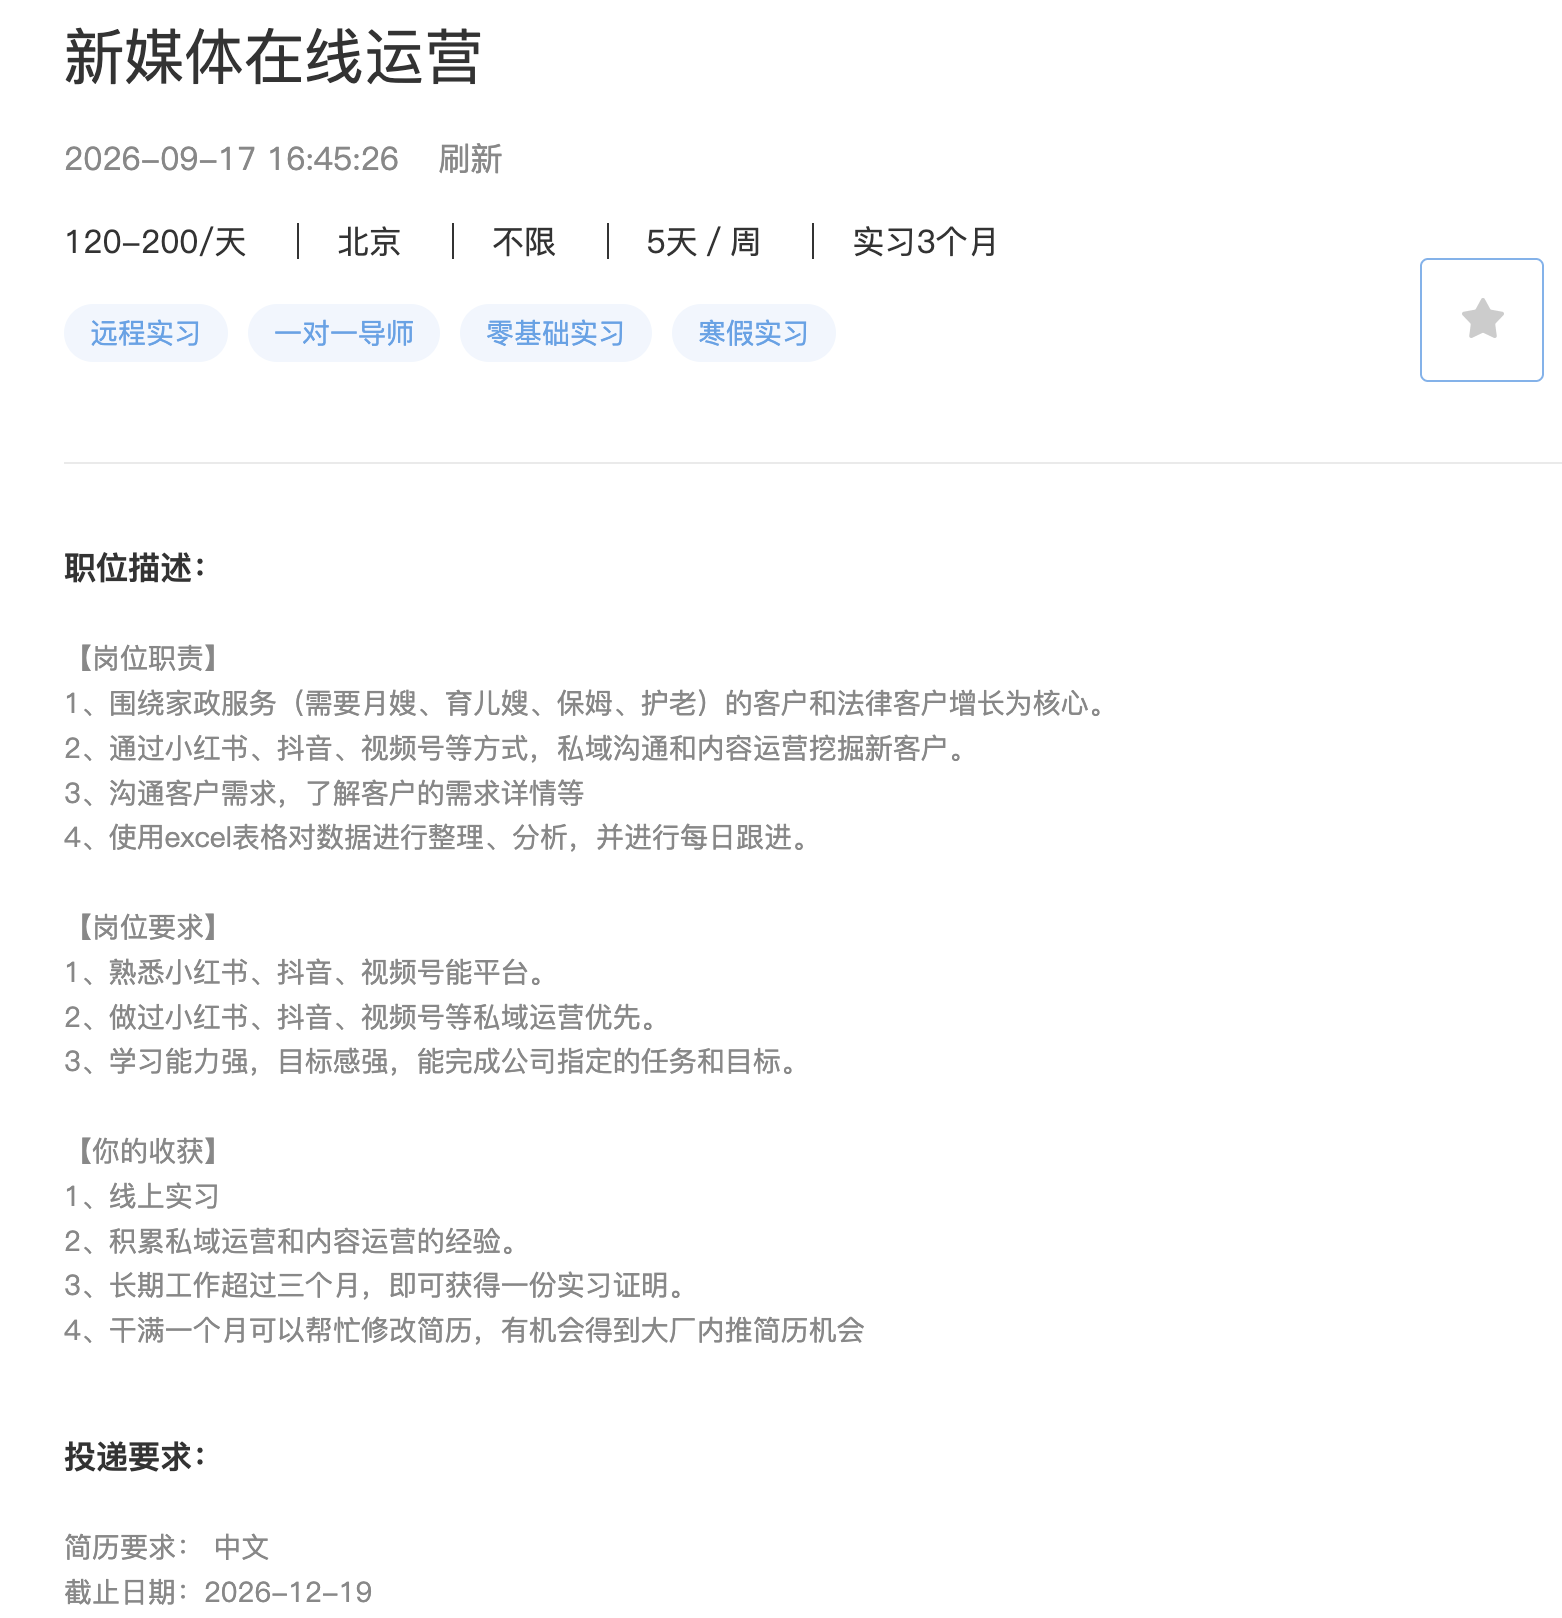 新媒体在线运营
2026-09-17 16:45:26 刷新
120-200/天 | 北京 | 不限 | 5天 / 周 | 实习3个月
远程实习 一对一导师 零基础实习 寒假实习
职位描述：
【岗位职责】
1、围绕家政服务（需要月嫂、育儿嫂、保姆、护老）的客户和法律客户增长为核心。
2、通过小红书、抖音、视频号等方式，私域沟通和内容运营挖掘新客户。
3、沟通客户需求，了解客户的需求详情等
4、使用excel表格对数据进行整理、分析，并进行每日跟进。
【岗位要求】
1、熟悉小红书、抖音、视频号能平台。
2、做过小红书、抖音、视频号等私域运营优先。
3、学习能力强，目标感强，能完成公司指定的任务和目标。
【你的收获】
1、线上实习
2、积累私域运营和内容运营的经验。
3、长期工作超过三个月，即可获得一份实习证明。
4、干满一个月可以帮忙修改简历，有机会得到大厂内推简历机会
投递要求：
简历要求： 中文
截止日期：2026-12-19